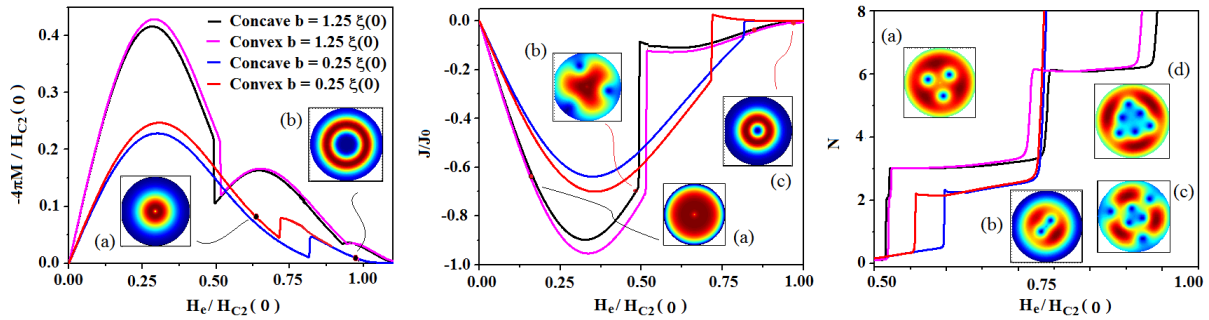 0.4
0.3
0.2
0.1
0.0
-4πM / H_C2(0)
Concave b = 1.25 ξ(0)
Convex b = 1.25 ξ(0)
Concave b = 0.25 ξ(0)
Convex b = 0.25 ξ(0)
(b)
(a)
0.00
0.25
0.50
0.75
1.00
H_e / H_C2(0)
0.0
-0.2
-0.4
-0.6
-0.8
-1.0
J/J_0
(b)
(c)
(a)
0.00
0.25
0.50
0.75
1.00
H_e / H_C2(0)
8
6
4
2
0
N
(a)
(d)
(c)
(b)
0.50
0.75
1.00
H_e / H_C2(0)